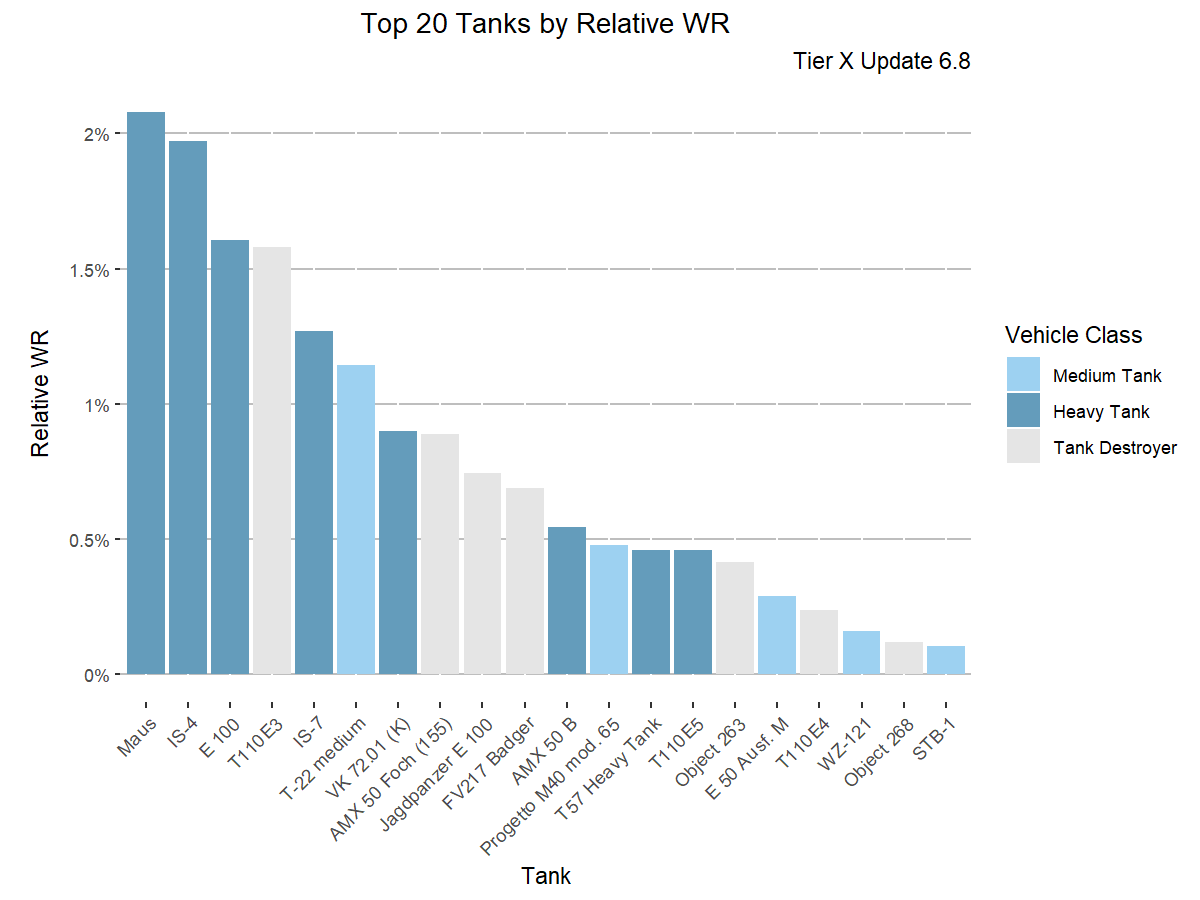 Top 20 Tanks by Relative WR
Tier X Update 6.8
2%
1.5%
1%
0.5%
0%
Relative WR
Maus
IS-4
E 100
T110E3
IS-7
T-22 medium
VK 72.01 (K)
AMX 50 Foch (155)
Jagdpanzer E 100
FV217 Badger
AMX 50 B
Progetto M40 mod. 65
T57 Heavy Tank
T110E5
Object 263
E 50 Ausf. M
T110E4
WZ-121
Object 268
STB-1
Tank
Vehicle Class
Medium Tank
Heavy Tank
Tank Destroyer